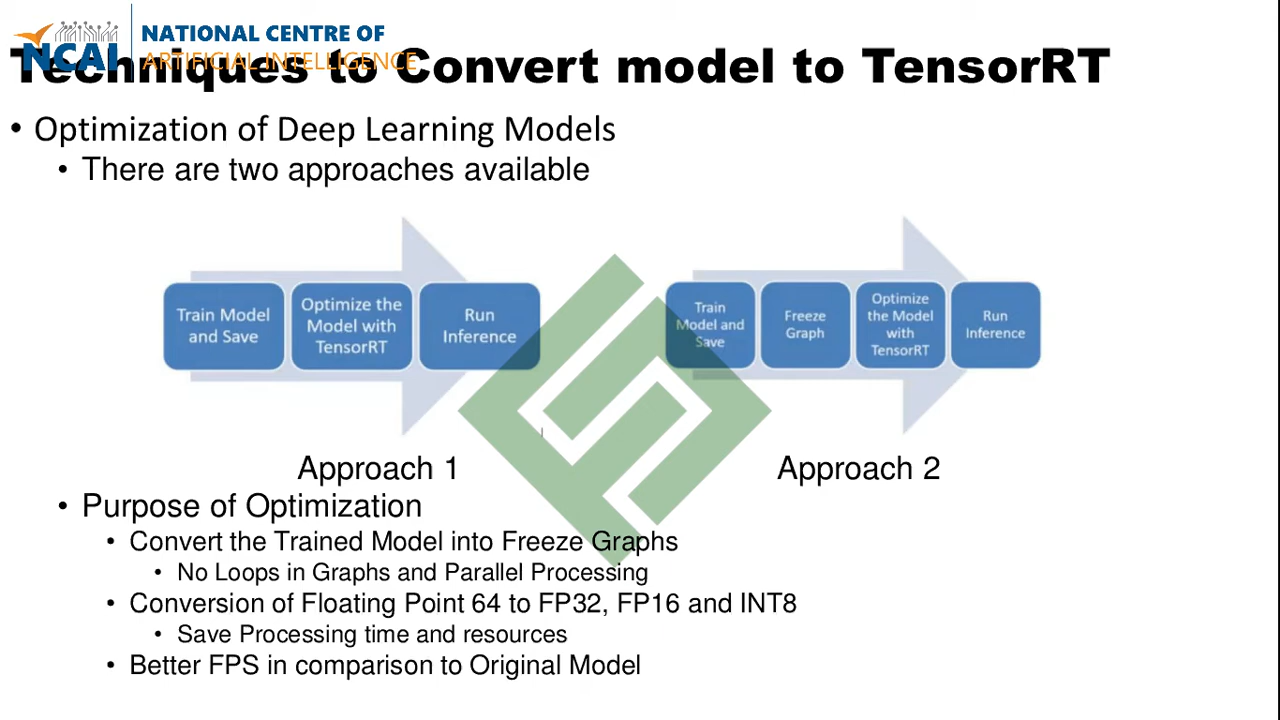 NATIONAL CENTRE OF
NCAI
ARTIFICIAL INTELLIGENCE
Techniques to Convert model to TensorRT
• Optimization of Deep Learning Models
• There are two approaches available
Train Model
and Save
Optimize the
Model with
TensorRT
Run
Inference
Train
Model and
Save
Freeze
Graph
Optimize
the Model
with
TensorRT
Run
Inference
Approach 1
Approach 2
• Purpose of Optimization
• Convert the Trained Model into Freeze Graphs
• No Loops in Graphs and Parallel Processing
• Conversion of Floating Point 64 to FP32, FP16 and INT8
• Save Processing time and resources
• Better FPS in comparison to Original Model